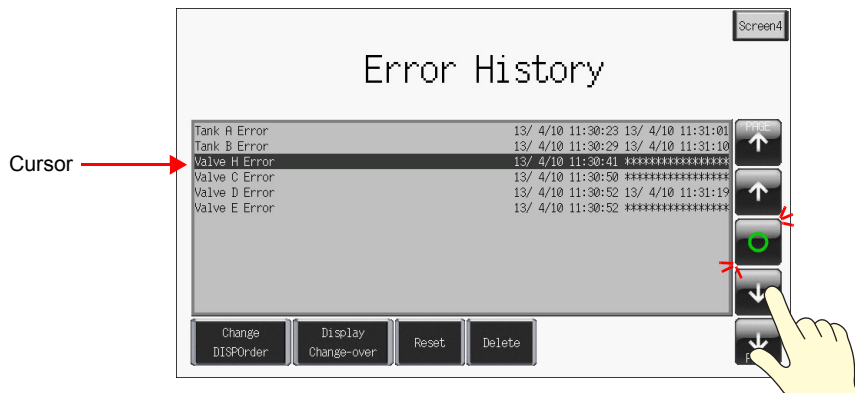 Screen4
Error History
PAGE
Tank A Error 13/ 4/10 11:30:23 13/ 4/10 11:31:01
Tank B Error 13/ 4/10 11:30:29 13/ 4/10 11:31:10
Cursor
Valve H Error 13/ 4/10 11:30:41 ****************
Valve C Error 13/ 4/10 11:30:50 ****************
Valve D Error 13/ 4/10 11:30:52 13/ 4/10 11:31:19
Valve E Error 13/ 4/10 11:30:52 ****************
Change
DISPOrder
Display
Change-over
Reset
Delete